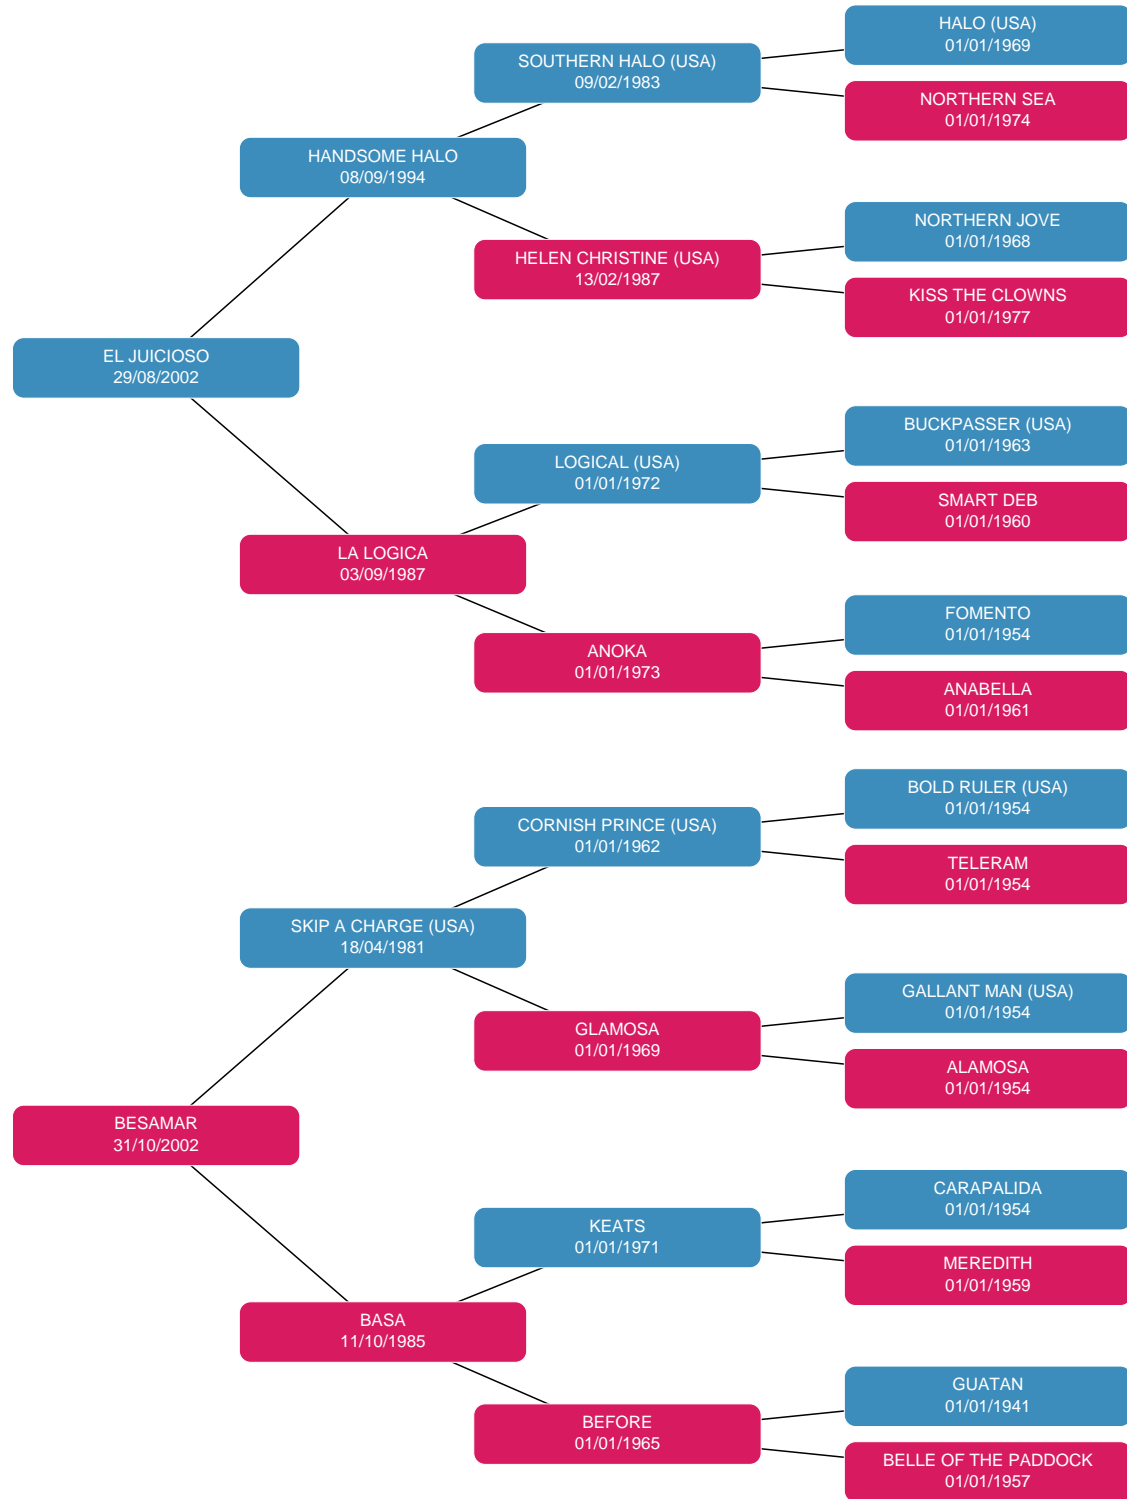 HALO (USA)
01/01/1969
SOUTHERN HALO (USA)
09/02/1983
NORTHERN SEA
01/01/1974
HANDSOME HALO
08/09/1994
NORTHERN JOVE
01/01/1968
HELEN CHRISTINE (USA)
13/02/1987
KISS THE CLOWNS
01/01/1977
EL JUICIOSO
29/08/2002
BUCKPASSER (USA)
01/01/1963
LOGICAL (USA)
01/01/1972
SMART DEB
01/01/1960
LA LOGICA
03/09/1987
FOMENTO
01/01/1954
ANOKA
01/01/1973
ANABELLA
01/01/1961
BOLD RULER (USA)
01/01/1954
CORNISH PRINCE (USA)
01/01/1962
TELERAM
01/01/1954
SKIP A CHARGE (USA)
18/04/1981
GALLANT MAN (USA)
01/01/1954
GLAMOSA
01/01/1969
ALAMOSA
01/01/1954
BESAMAR
31/10/2002
CARAPALIDA
01/01/1954
KEATS
01/01/1971
MEREDITH
01/01/1959
BASA
11/10/1985
GUATAN
01/01/1941
BEFORE
01/01/1965
BELLE OF THE PADDOCK
01/01/1957